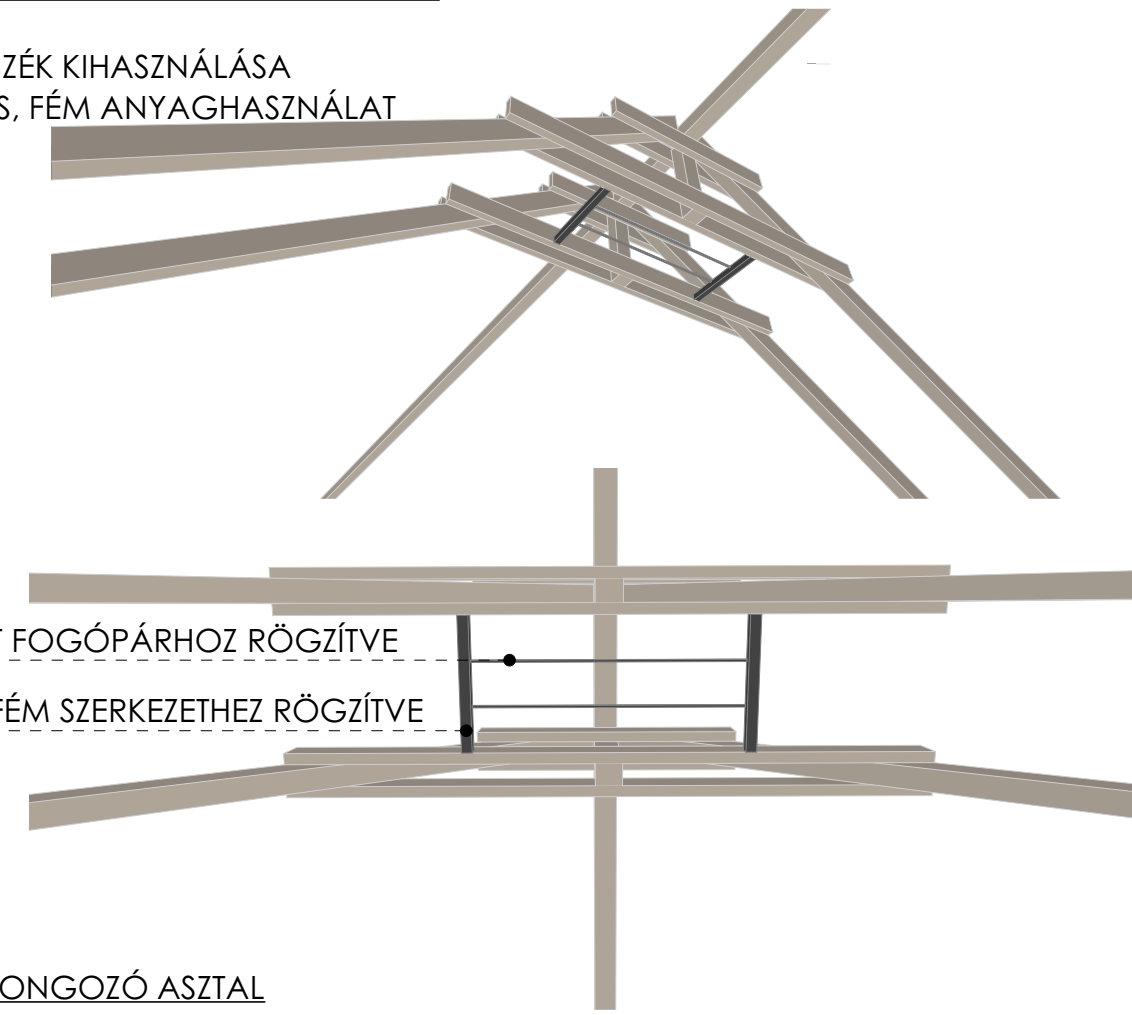 ZÉK KIHASZNÁLÁSA
S, FÉM ANYAGHASZNÁLAT
T FOGÓPÁRHOZ RÖGZÍTVE
FÉM SZERKEZETHEZ RÖGZÍTVE
ONGOZÓ ASZTAL